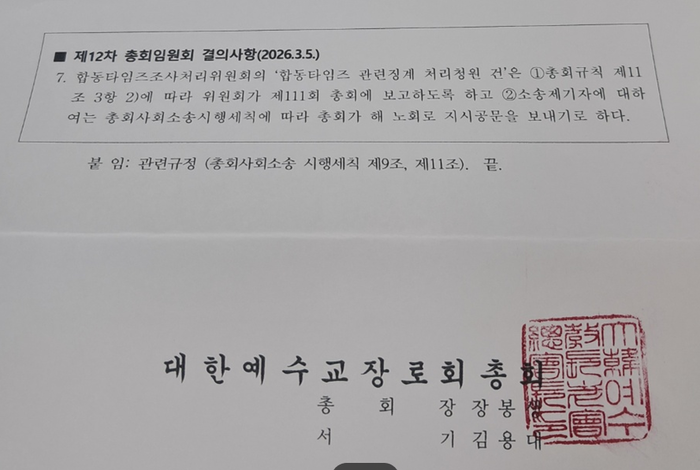 ■ 제12차 총회임원회 결의사항(2026.3.5.)
7. 합동타임즈조사처리위원회의 '합동타임즈 관련징계 처리청원 건'은 ①총회규칙 제11
조 3항 2)에 따라 위원회가 제111회 총회에 보고하도록 하고 ②소송제기자에 대하
여는 총회사회소송시행세칙에 따라 총회가 해 노회로 지시공문을 보내기로 하다.
붙 임: 관련규정 (총회사회소송 시행세칙 제9조, 제11조). 끝.
대한예수교장로회총회
총 회 장 장 봉
서 기 김 용 대